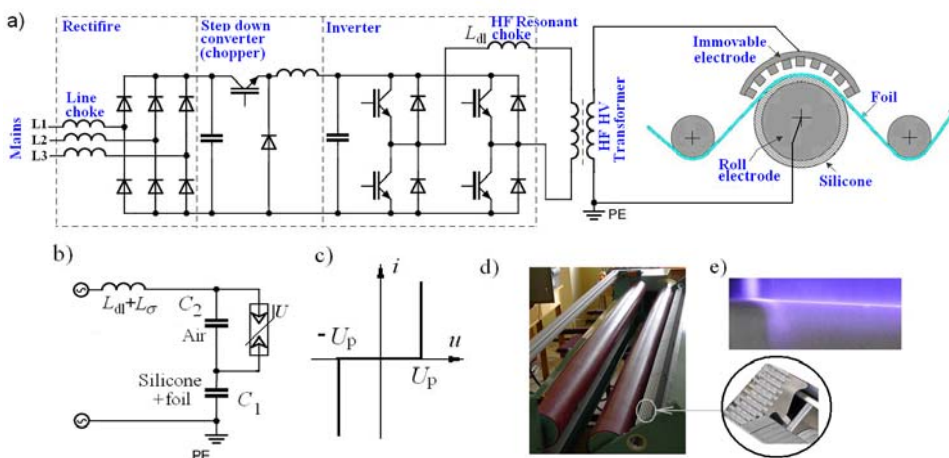 a)
Rectifire
Step down
converter
(chopper)
Inverter
HF Resonant
choke
L_dl
Immovable
electrode
Line
choke
Mains
L1
L2
L3
HF HV
Transformer
Foil
Roll
electrode
Silicone
PE
b)
L_dl+L_σ
C_2
Air
U
Silicone
+foil
C_1
PE
c)
i
- U_p
u
U_p
d)
e)